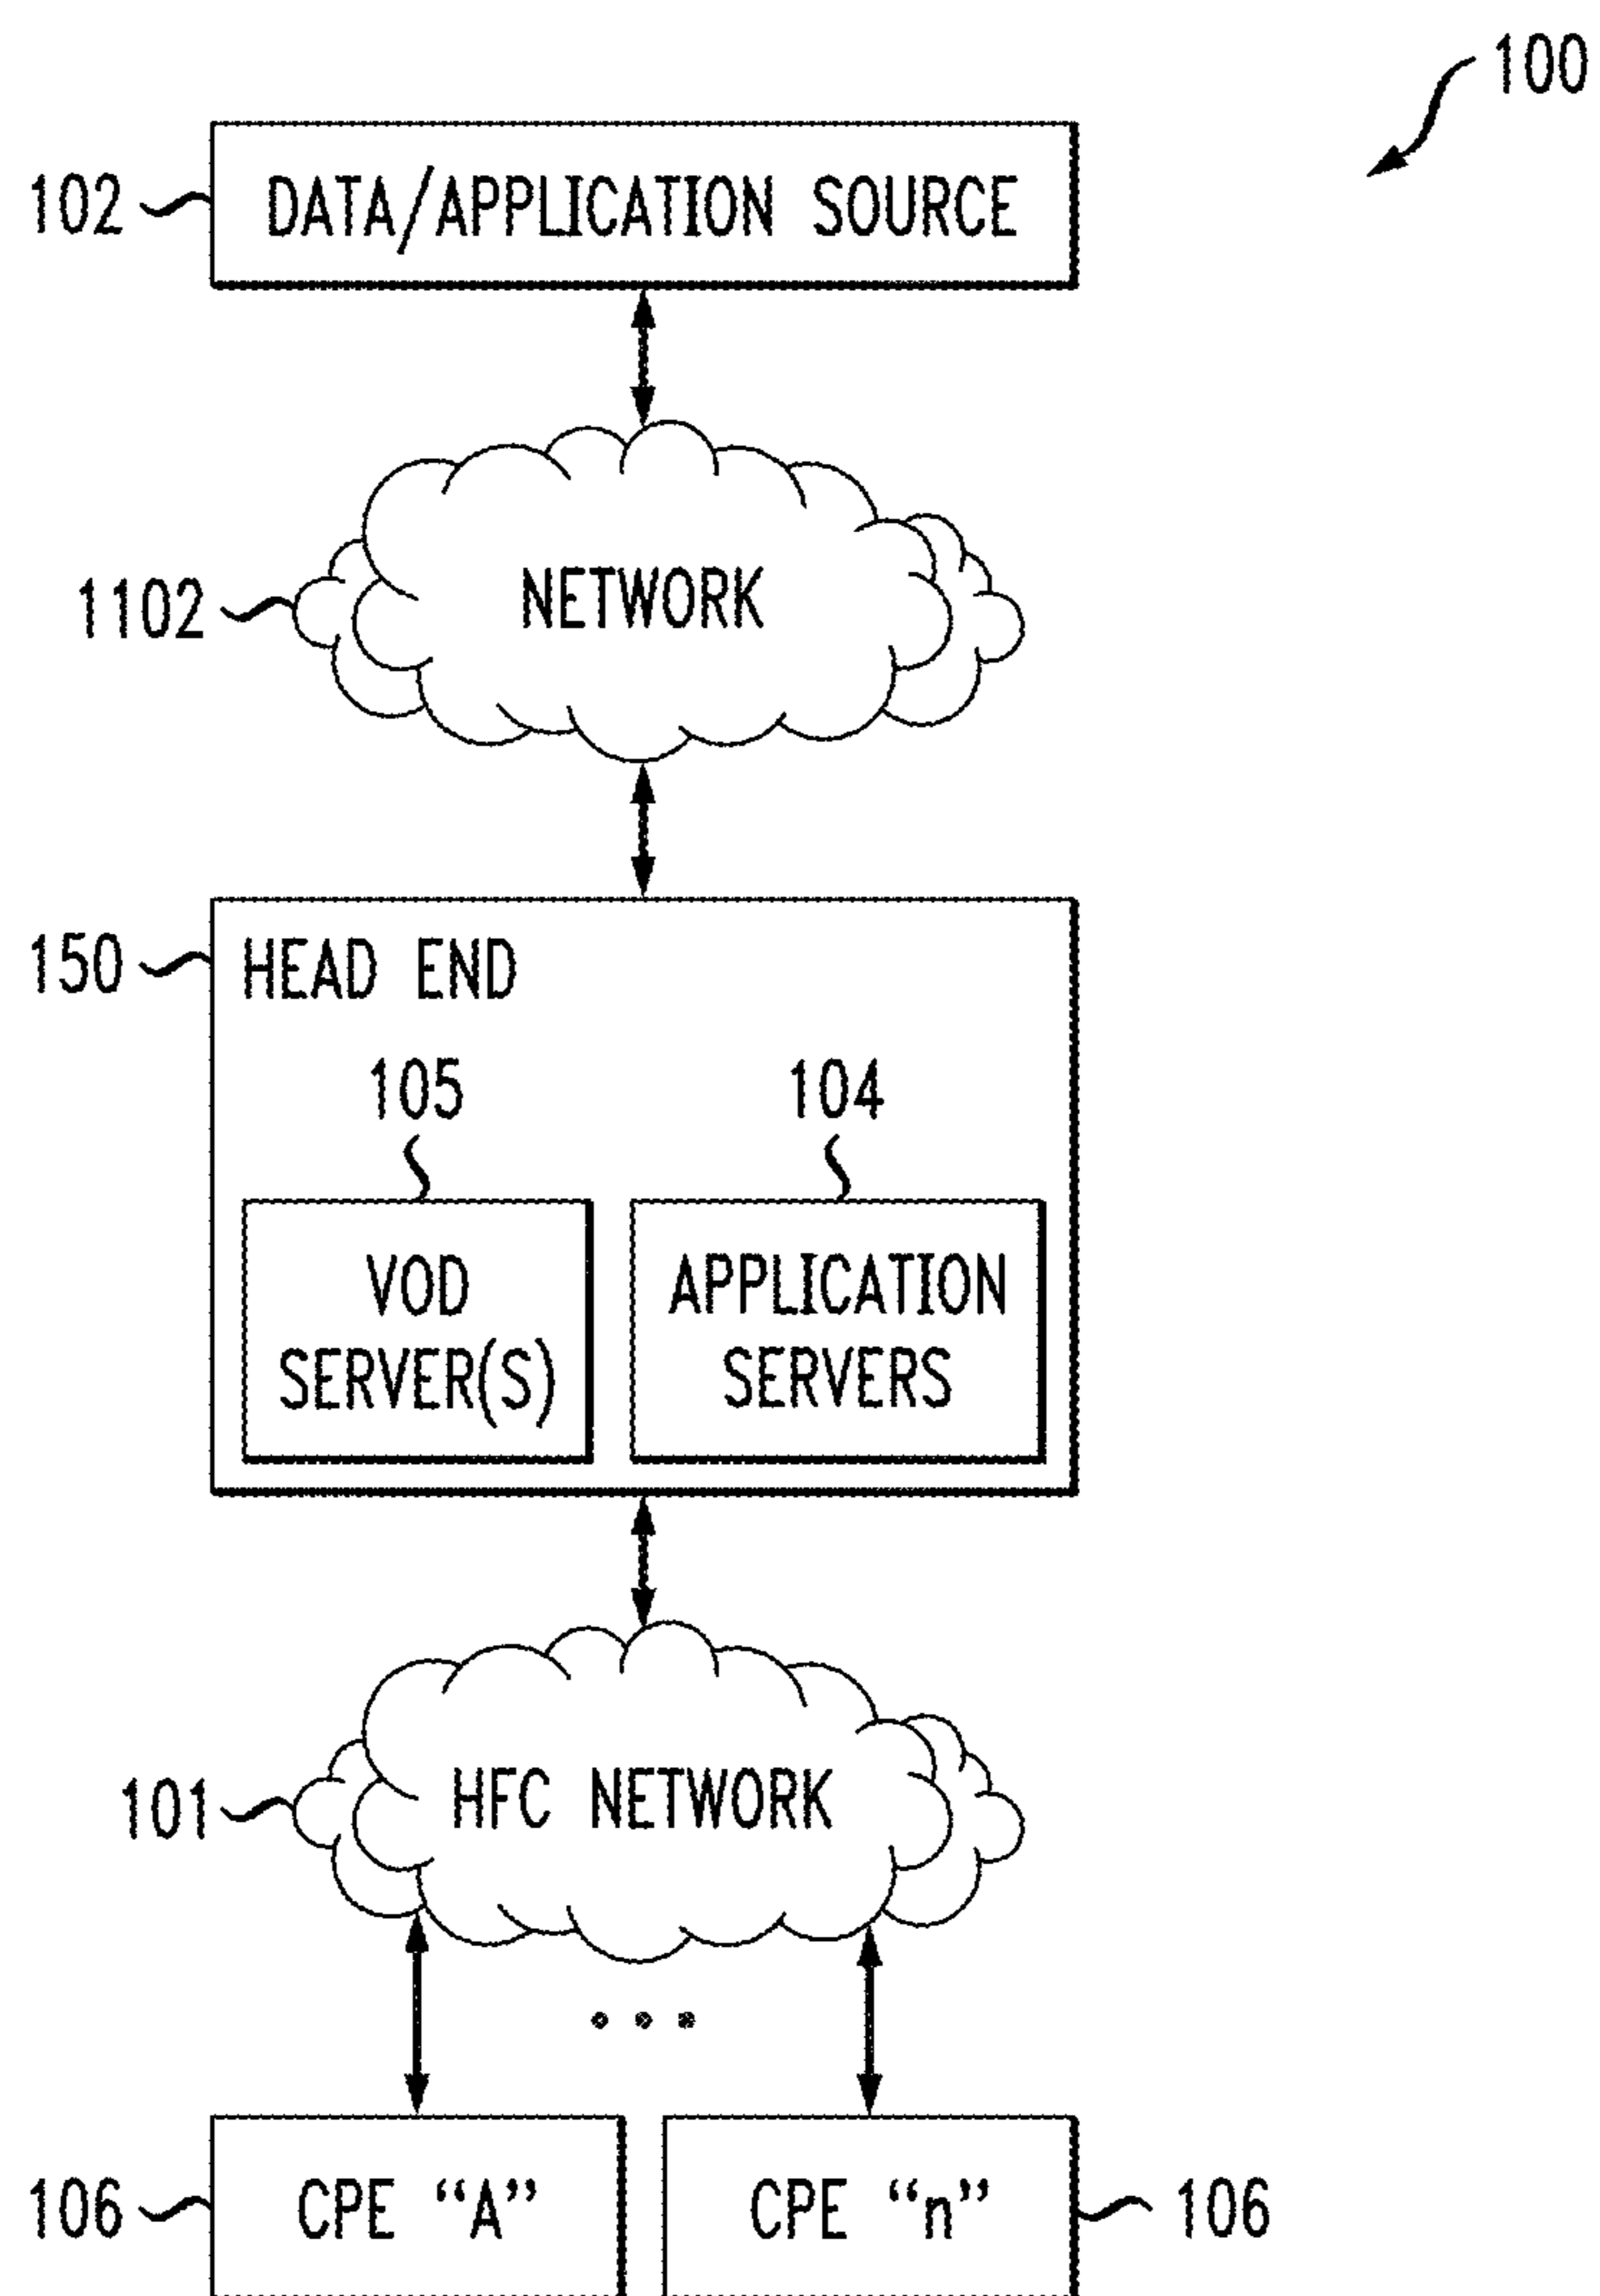 100
102
DATA/APPLICATION SOURCE
1102
NETWORK
150
HEAD END
105
104
VOD
SERVER(S)
APPLICATION
SERVERS
101
HFC NETWORK
106
CPE “A”
CPE “n”
106